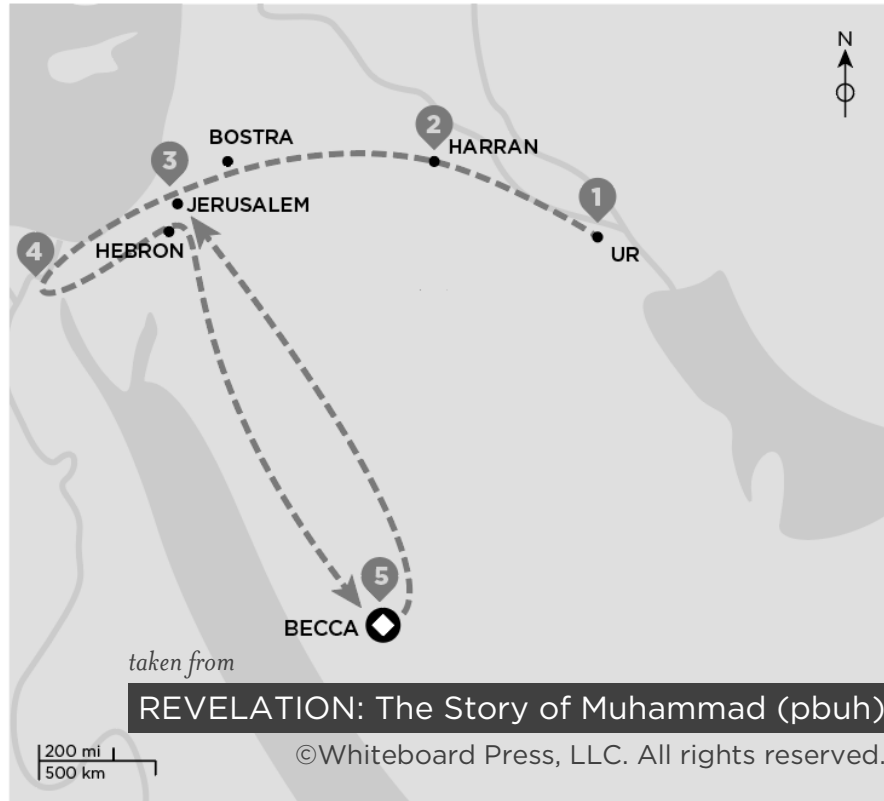 N
2
BOSTRA
HARRAN
3
1
JERUSALEM
4
HEBRON
UR
5
BECCA
taken from
REVELATION: The Story of Muhammad (pbuh)
200 mi
500 km
©Whiteboard Press, LLC. All rights reserved.